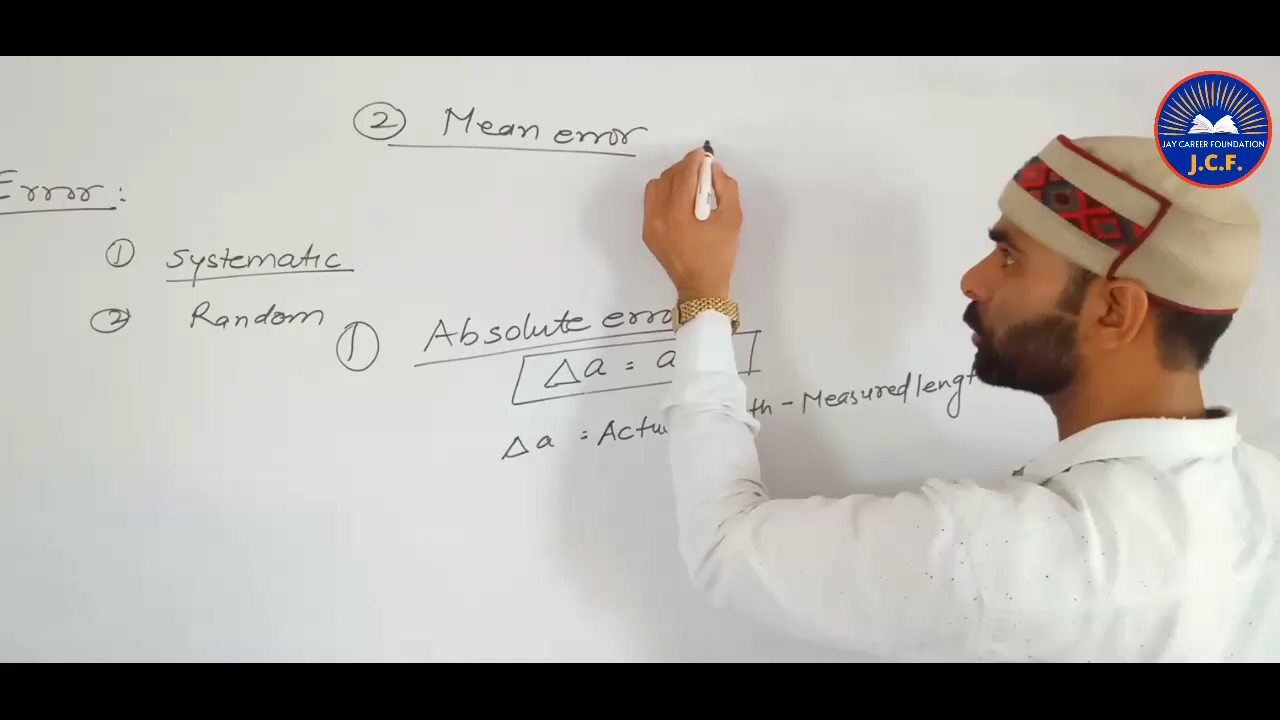 ② Mean error
Error :
① Systematic
② Random
① Absolute erro
Δa = a
Δa = Actu th - Measured lengt
JAY CAREER FOUNDATION
J.C.F.